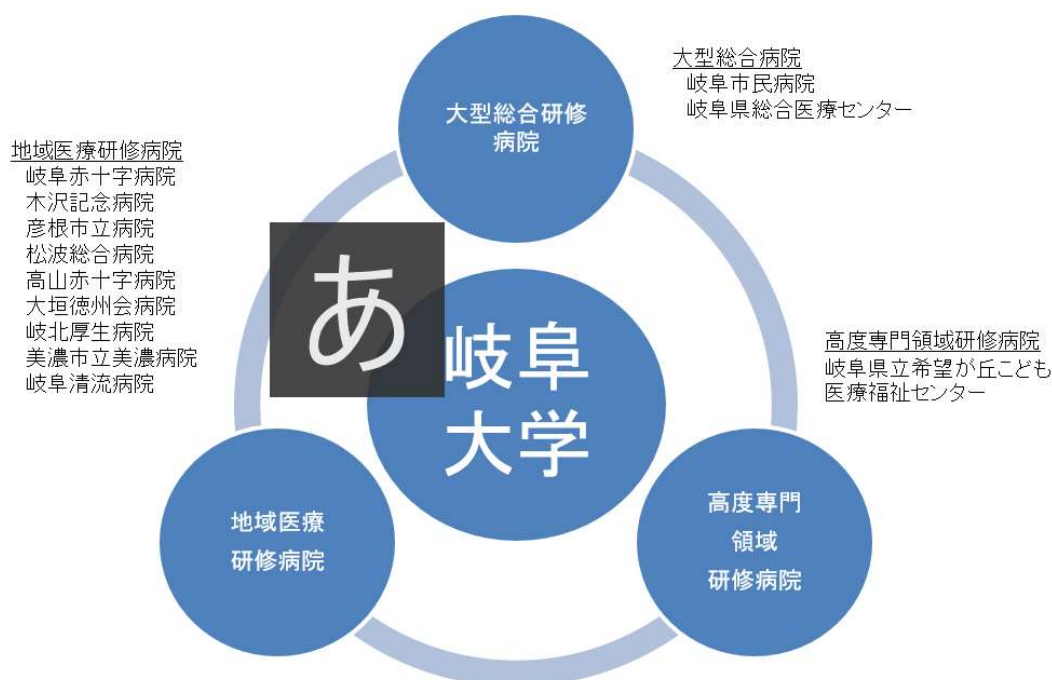 大型総合研修
病院
大型総合病院
岐阜市民病院
岐阜県総合医療センター
地域医療研修病院
岐阜赤十字病院
木沢記念病院
彦根市立病院
松波総合病院
高山赤十字病院
大垣徳州会病院
岐北厚生病院
美濃市立美濃病院
岐阜清流病院
あ
岐阜
大学
高度専門領域研修病院
岐阜県立希望が丘こども
医療福祉センター
地域医療
研修病院
高度専門
領域
研修病院